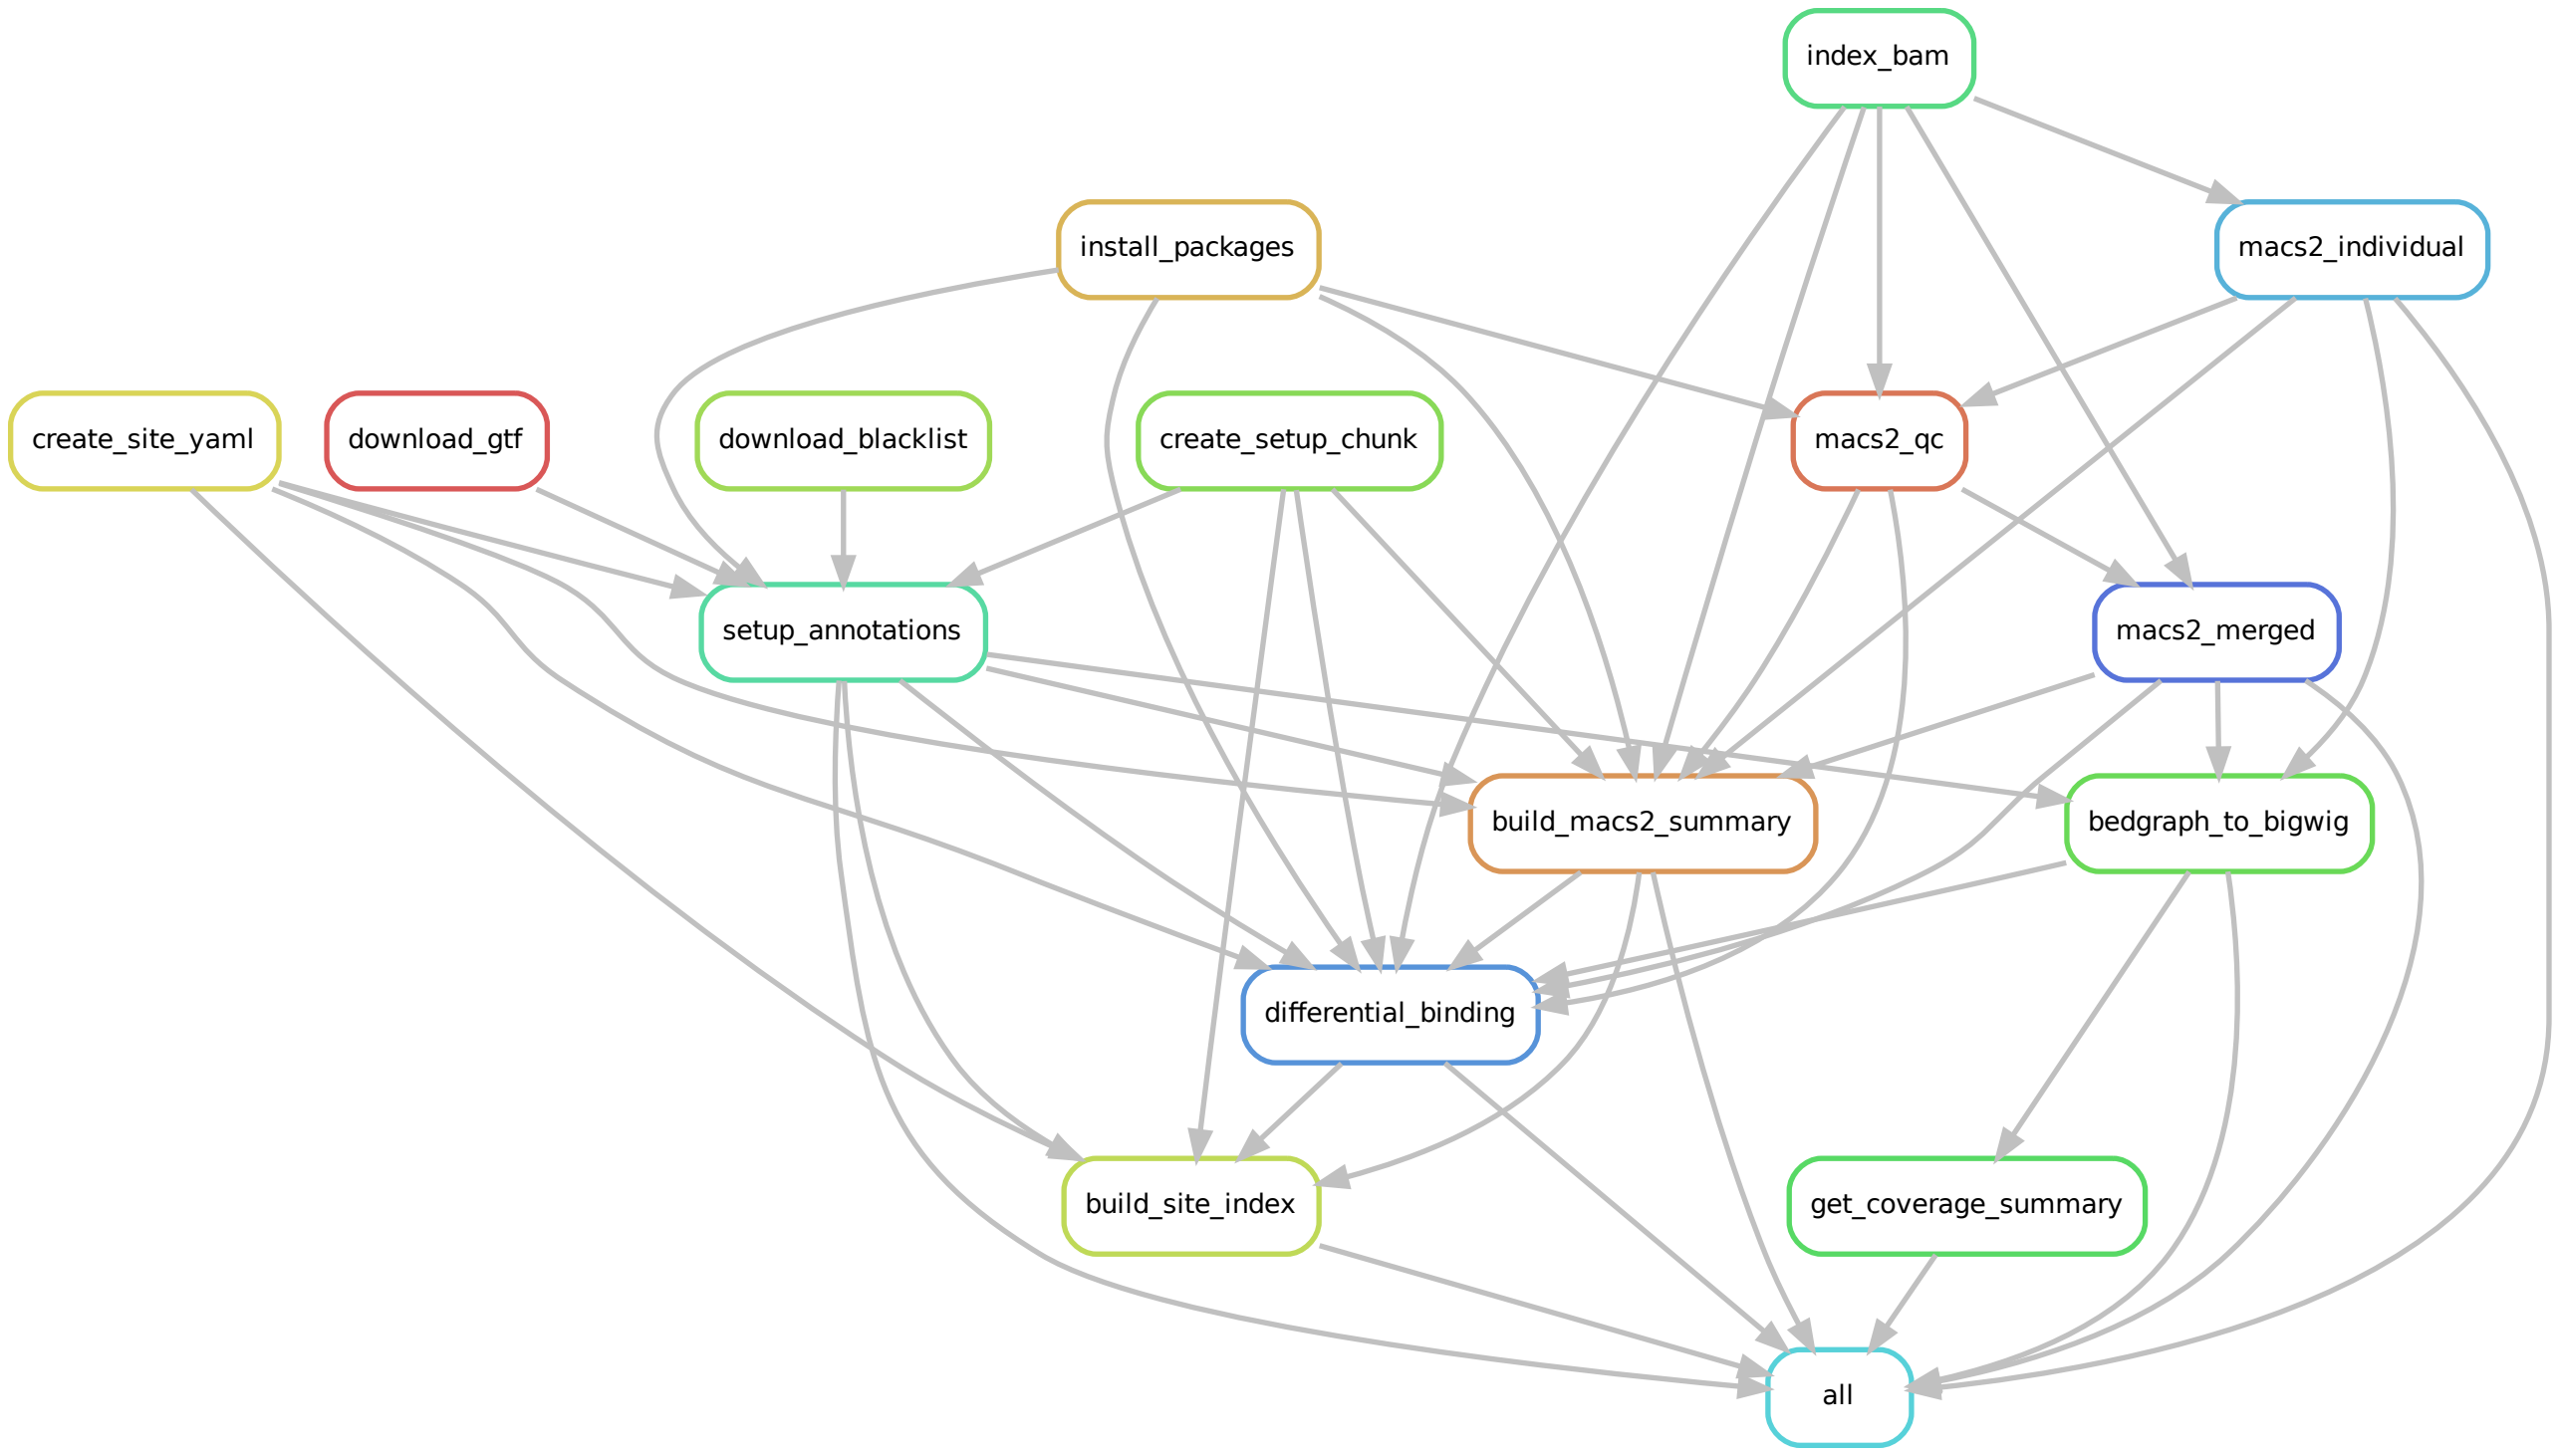 index_bam
install_packages
macs2_individual
create_site_yaml
download_gtf
download_blacklist
create_setup_chunk
macs2_qc
setup_annotations
macs2_merged
build_macs2_summary
bedgraph_to_bigwig
differential_binding
build_site_index
get_coverage_summary
all